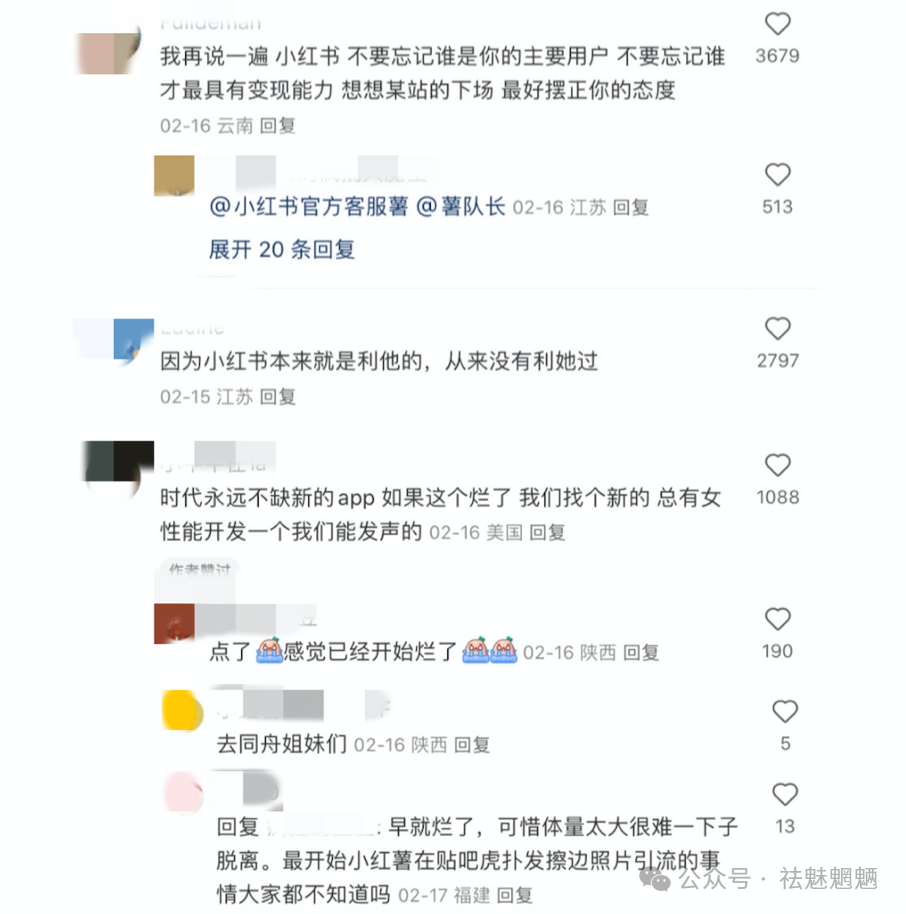 我再说一遍 小红书 不要忘记谁是你的主要用户 不要忘记谁
才最具有变现能力 想想某站的下场 最好摆正你的态度
3679
02-16 云南 回复
@小红书官方客服薯 @薯队长 02-16 江苏 回复
513
展开 20 条回复
因为小红书本来就是利他的，从来没有利她过
2797
02-15 江苏 回复
时代永远不缺新的app 如果这个烂了 我们找个新的 总有女
1088
性能开发一个我们能发声的 02-16 美国 回复
作者赞过
点了 感觉已经开始烂了 02-16 陕西 回复
190
去同舟姐妹们 02-16 陕西 回复
5
回复 : 早就烂了，可惜体量太大很难一下子
13
脱离。最开始小红薯在贴吧虎扑发擦边照片引流的事
情大家都不知道吗 02-17 福建 回复
公众号 · 祛魅魍魉